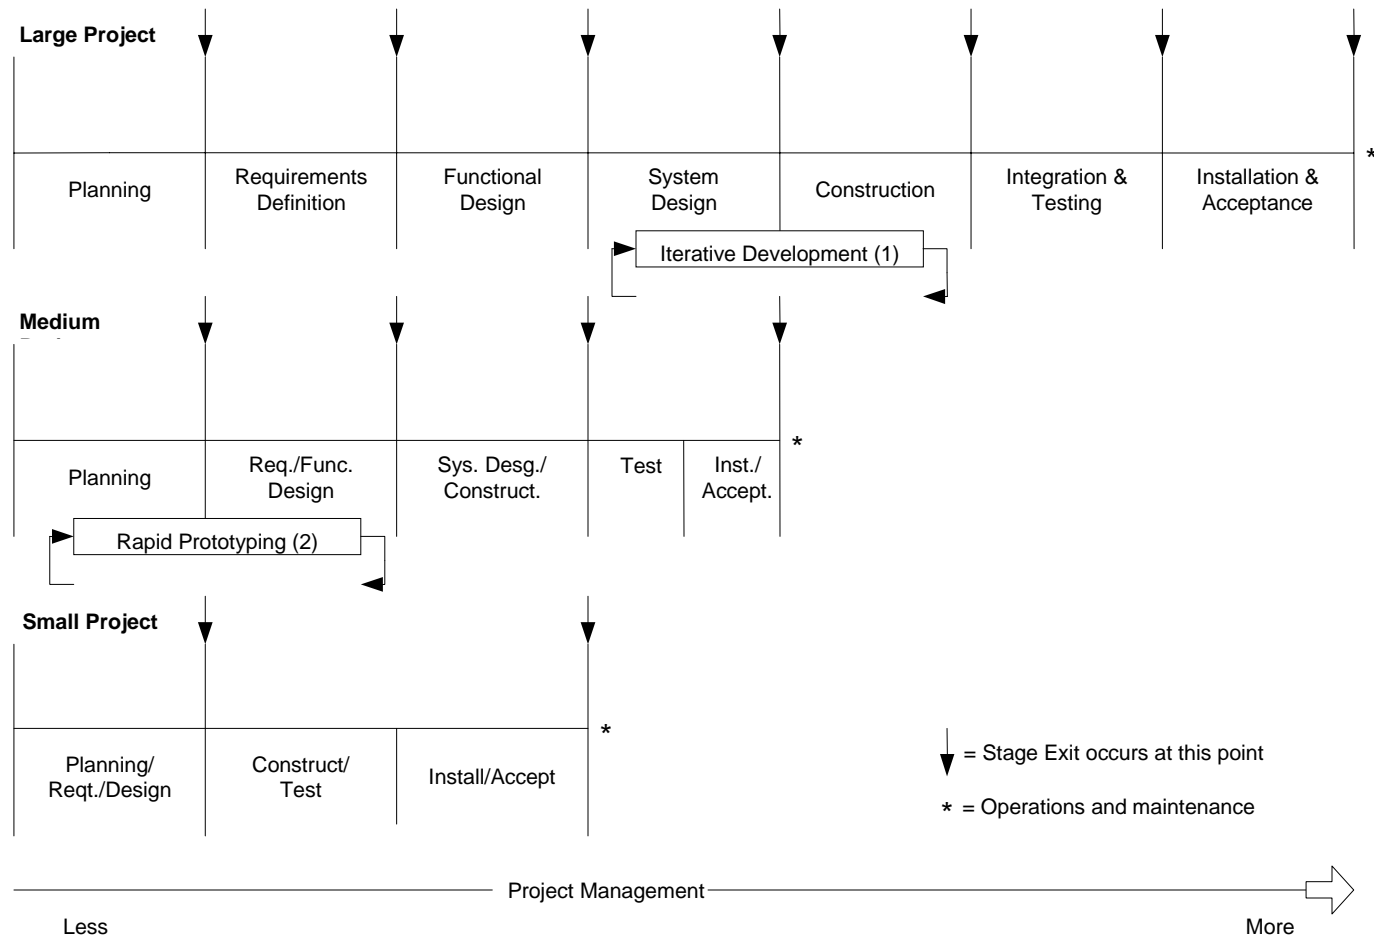 Large Project
Planning
Requirements
Definition
Functional
Design
System
Design
Construction
Integration &
Testing
Installation &
Acceptance
*
Iterative Development (1)
Medium
Planning
Req./Func.
Design
Sys. Desg./
Construct.
Test
Inst./
Accept.
*
Rapid Prototyping (2)
Small Project
Planning/
Reqt./Design
Construct/
Test
Install/Accept
*
= Stage Exit occurs at this point
* = Operations and maintenance
Project Management
Less
More